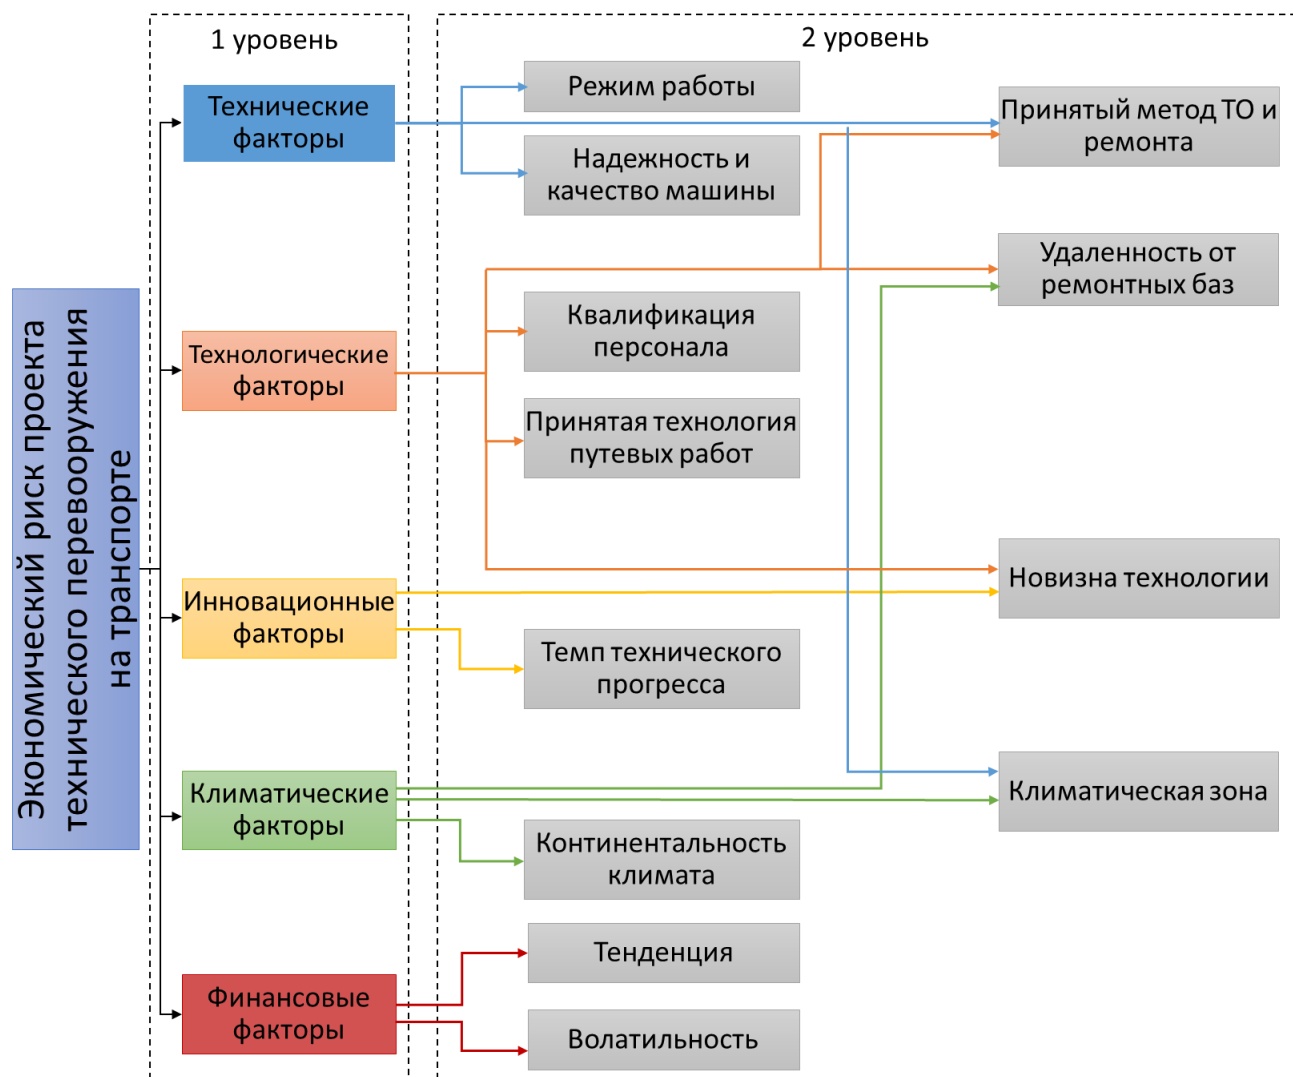 1 уровень
2 уровень
Экономический риск проекта
технического перевооружения
на транспорте
Технические
факторы
Технологические
факторы
Инновационные
факторы
Климатические
факторы
Финансовые
факторы
Режим работы
Надежность и
качество машины
Квалификация
персонала
Принятая технология
путевых работ
Темп технического
прогресса
Континентальность
климата
Тенденция
Волатильность
Принятый метод ТО и
ремонта
Удаленность от
ремонтных баз
Новизна технологии
Климатическая зона